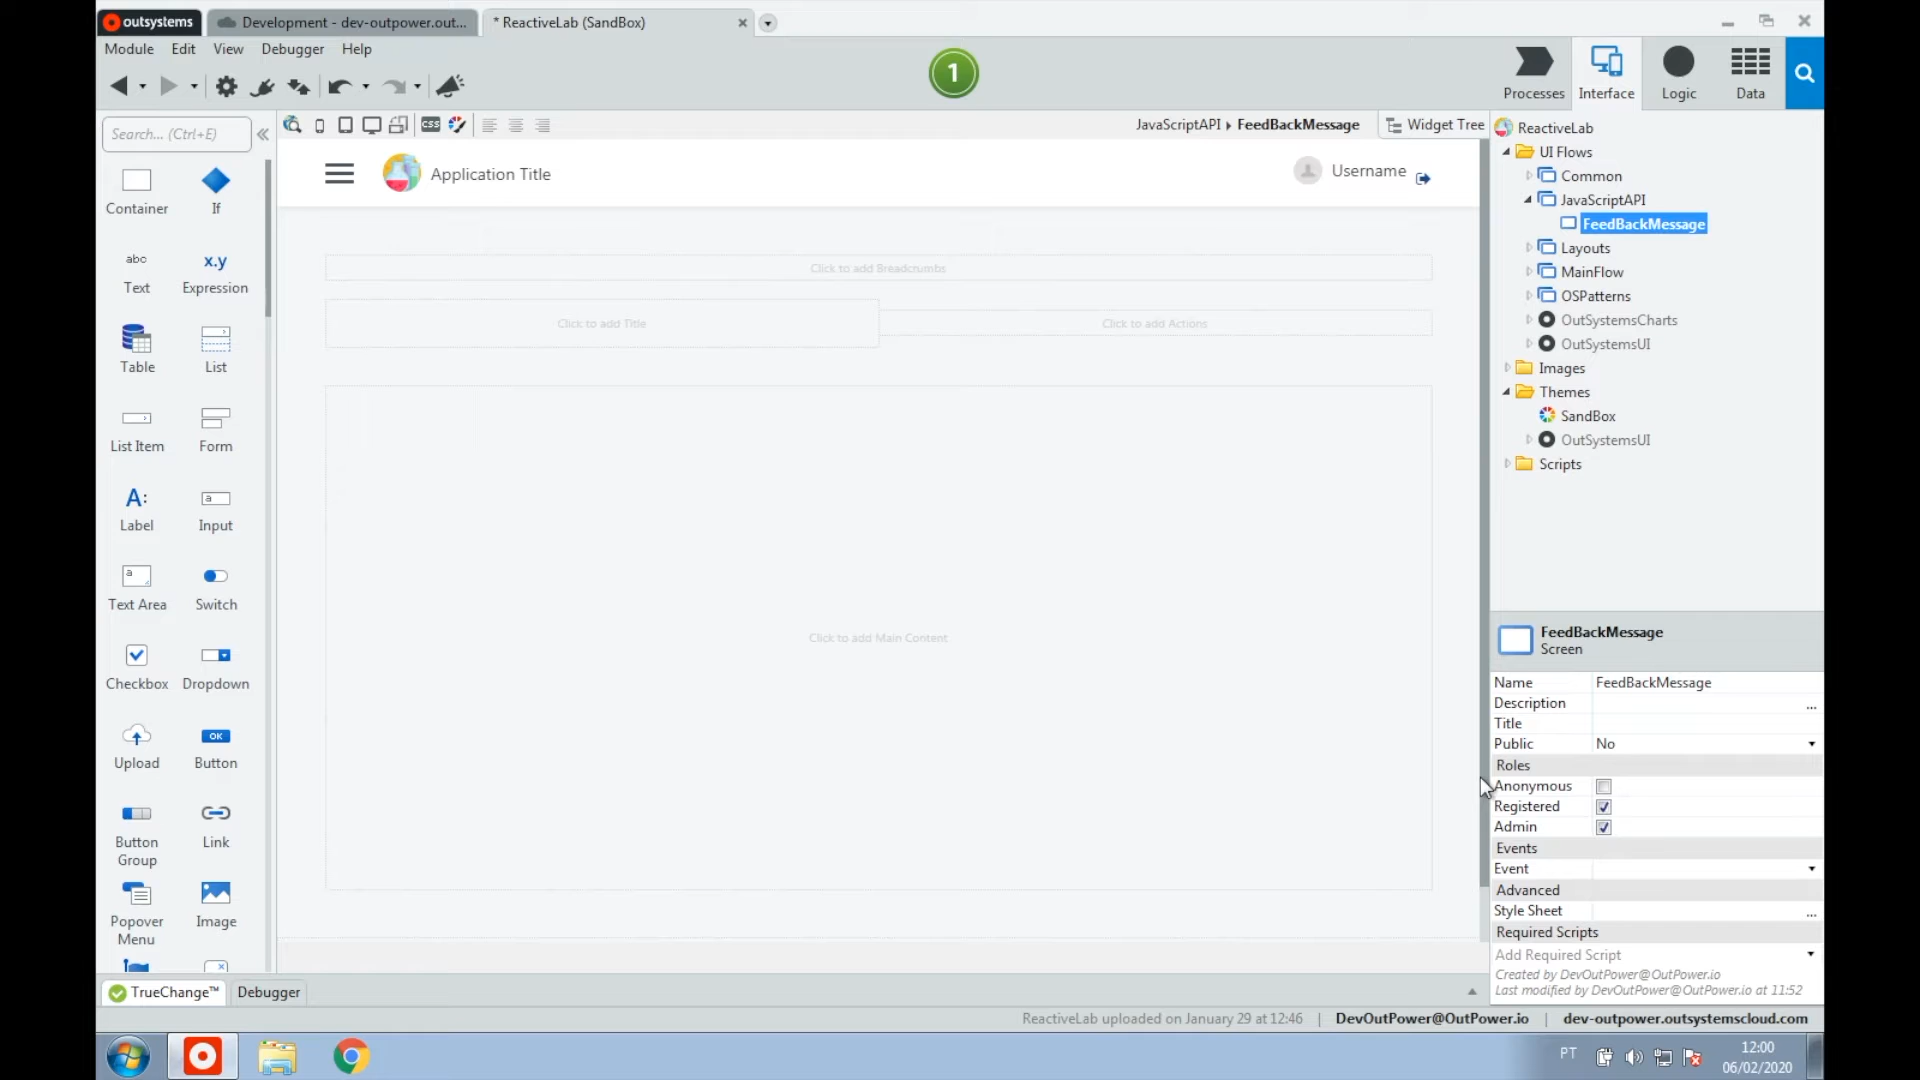 outsystems
Development - dev-outpower.out...
* ReactiveLab (SandBox)
Module Edit View Debugger Help
1
Processes Interface Logic Data
Search... (Ctrl+E)
css
JavaScriptAPI FeedBackMessage
Widget Tree
Container If
abc x.y
Text Expression
Table List
List Item Form
A: a
Label Input
a
Text Area Switch
Checkbox Dropdown
OK
Upload Button
Button
Group
Link
Popover
Menu
Image
Application Title
Username
Click to add Breadcrumbs
Click to add Title
Click to add Actions
Click to add Main Content
ReactiveLab
UI Flows
Common
JavaScriptAPI
FeedBackMessage
Layouts
MainFlow
OSPatterns
OutSystemsCharts
OutSystemsUI
Images
Themes
SandBox
OutSystemsUI
Scripts
FeedBackMessage
Screen
Name FeedBackMessage
Description ...
Title
Public No
Roles
Anonymous
Registered
Admin
Events
Event
Advanced
Style Sheet ...
Required Scripts
Add Required Script
Created by DevOutPower@OutPower.io
Last modified by DevOutPower@OutPower.io at 11:52
TrueChange™ Debugger
ReactiveLab uploaded on January 29 at 12:46 | DevOutPower@OutPower.io | dev-outpower.outsystemscloud.com
PT
12:00
06/02/2020